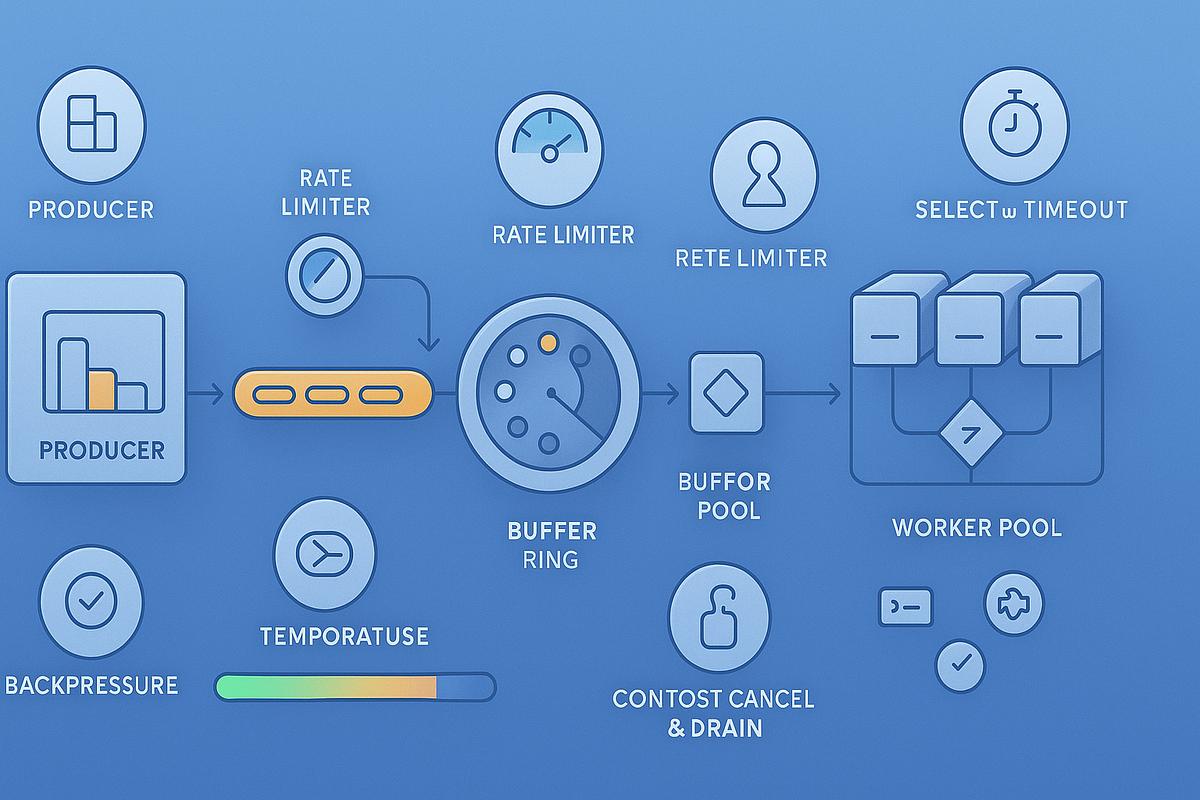 PRODUCER
RATE
LIMITER
RATE LIMITER
RETE LIMITER
SELECT w TIMEOUT
PRODUCER
BUFFER
RING
BUFFOR
POOL
WORKER POOL
BACKPRESSURE
TEMPORATUSE
CONTOST CANCEL
& DRAIN